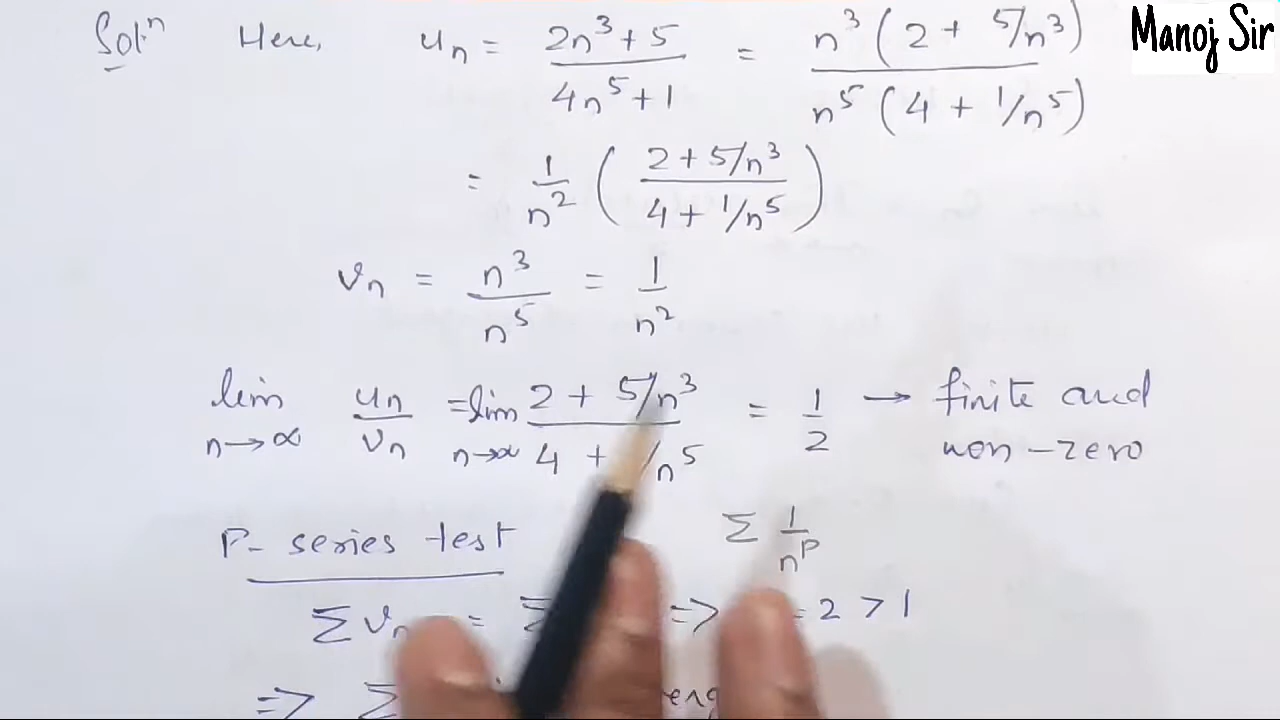 Manoj Sir
Solⁿ Here, uₙ = (2n³+5)/(4n⁵+1) = n³(2 + 5/n³)/n⁵(4 + 1/n⁵)
= 1/n² ((2+5/n³)/(4+1/n⁵))
vₙ = n³/n⁵ = 1/n²
lim n→∞ uₙ/vₙ = lim n→∞ (2 + 5/n³)/(4 + /n⁵) = 1/2 → finite and
non-zero
P- series test Σ 1/nᵖ
Σ vₙ = Σ => = 2 > 1
=> Σ